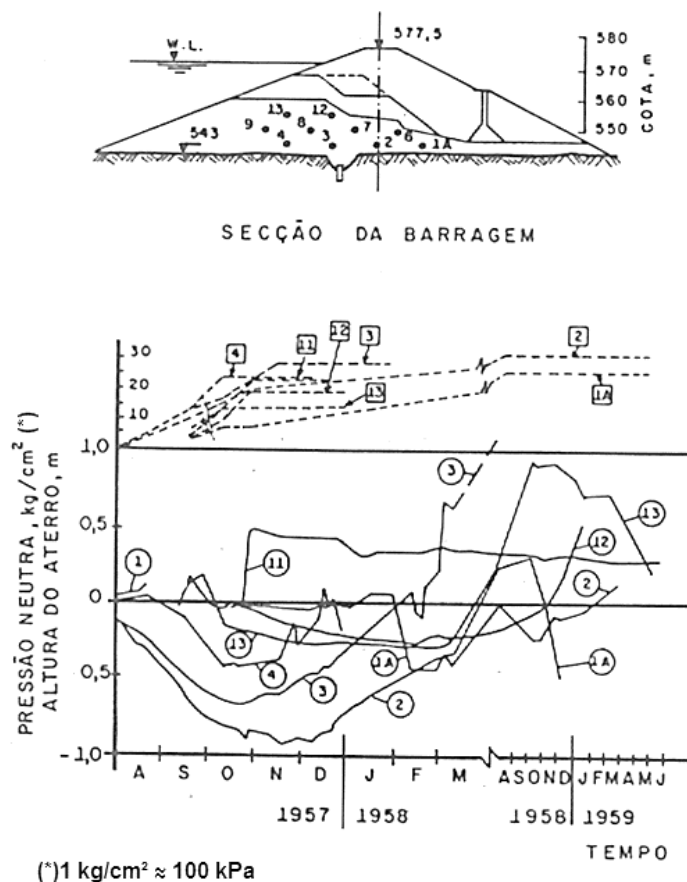 577,5
W.L.
580
570
560
550
COTA, m
13 12
9 8 7 6
4 3 2 1A
543
SECÇÃO DA BARRAGEM
30
20
10
4 11 12 3 2
13 1A
1,0
0,5
0
0,5
-1,0
PRESSÃO NEUTRA, kg/cm² (*)
ALTURA DO ATERRO, m
3
13
1
11
12
2
13
4
3
2
1A
1A
A S O N D J F M A S O N D J F M A M J
1957 1958 1958 1959
TEMPO
(*)1 kg/cm² ≈ 100 kPa